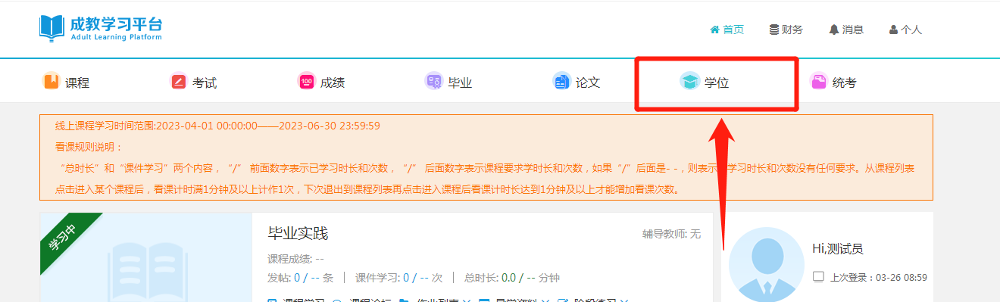 成教学习平台
Adult Learning Platform
首页 财务 消息 个人
课程 考试 100 成绩 毕业 论文 学位 统考
线上课程学习时间范围:2023-04-01 00:00:00——2023-06-30 23:59:59
看课规则说明：
“总时长”和“课件学习”两个内容，“/” 前面数字表示已学习时长和次数，“/” 后面数字表示课程要求学时长和次数，如果“/”后面是- -，则表示 学习时长和次数没有任何要求。从课程列表
点击进入某个课程后，看课计时满1分钟及以上计作1次，下次退出到课程列表再点击进入课程后看课计时长达到1分钟及以上才能增加看课次数。
学习中
毕业实践
辅导教师: 无
课程成绩: --
发帖: 0 / -- 条 | 课件学习: 0 / -- 次 | 总时长: 0.0 / -- 分钟
课程学习 课程论坛 作业列表 导学资料 阶段练习
Hi,测试员
上次登录：03-26 08:59